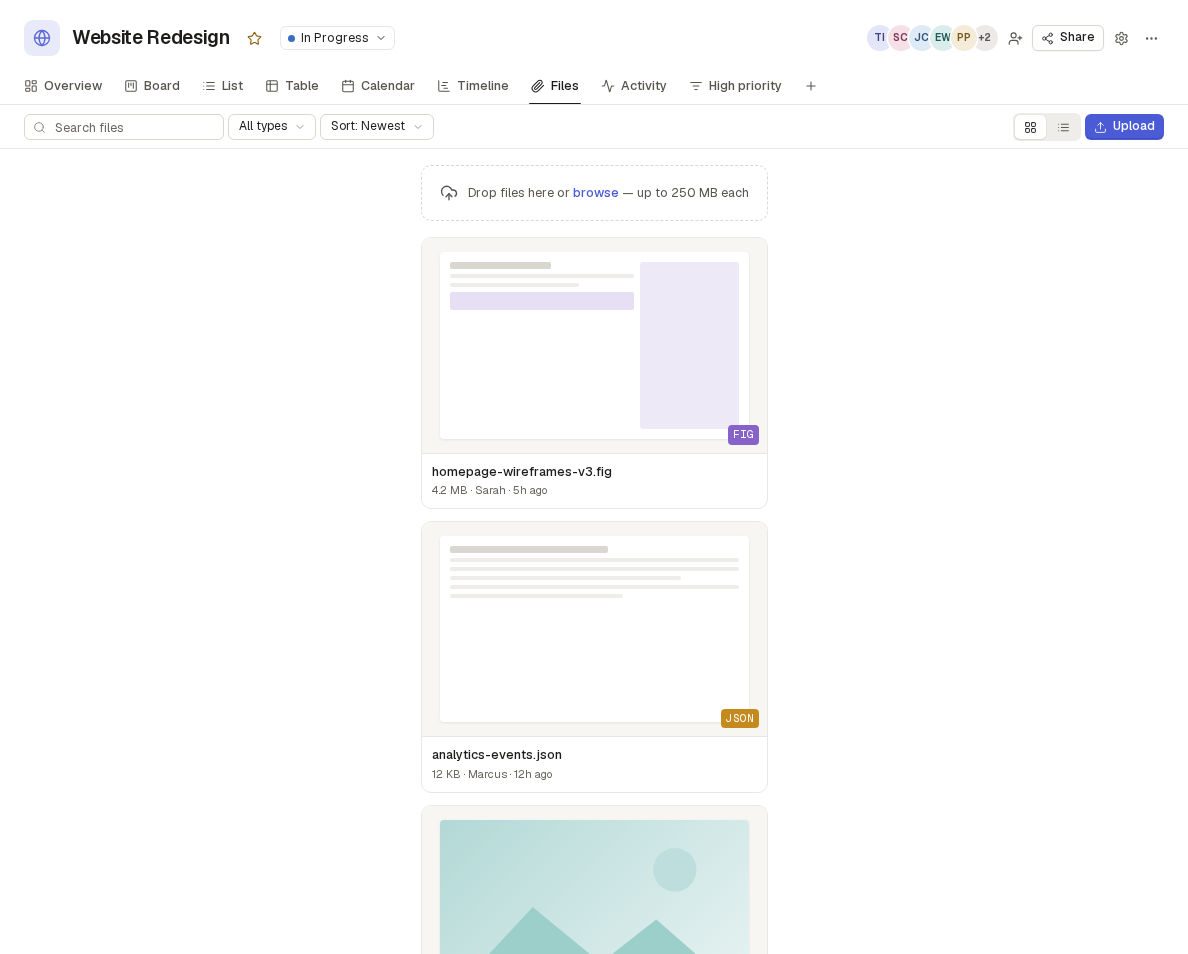 Website Redesign
In Progress
TI SC JC EW PP +2
Share
Overview Board List Table Calendar Timeline Files Activity High priority
Search files
All types
Sort: Newest
Upload
Drop files here or browse — up to 250 MB each
FIG
homepage-wireframes-v3.fig
4.2 MB · Sarah · 5h ago
JSON
analytics-events.json
12 KB · Marcus · 12h ago